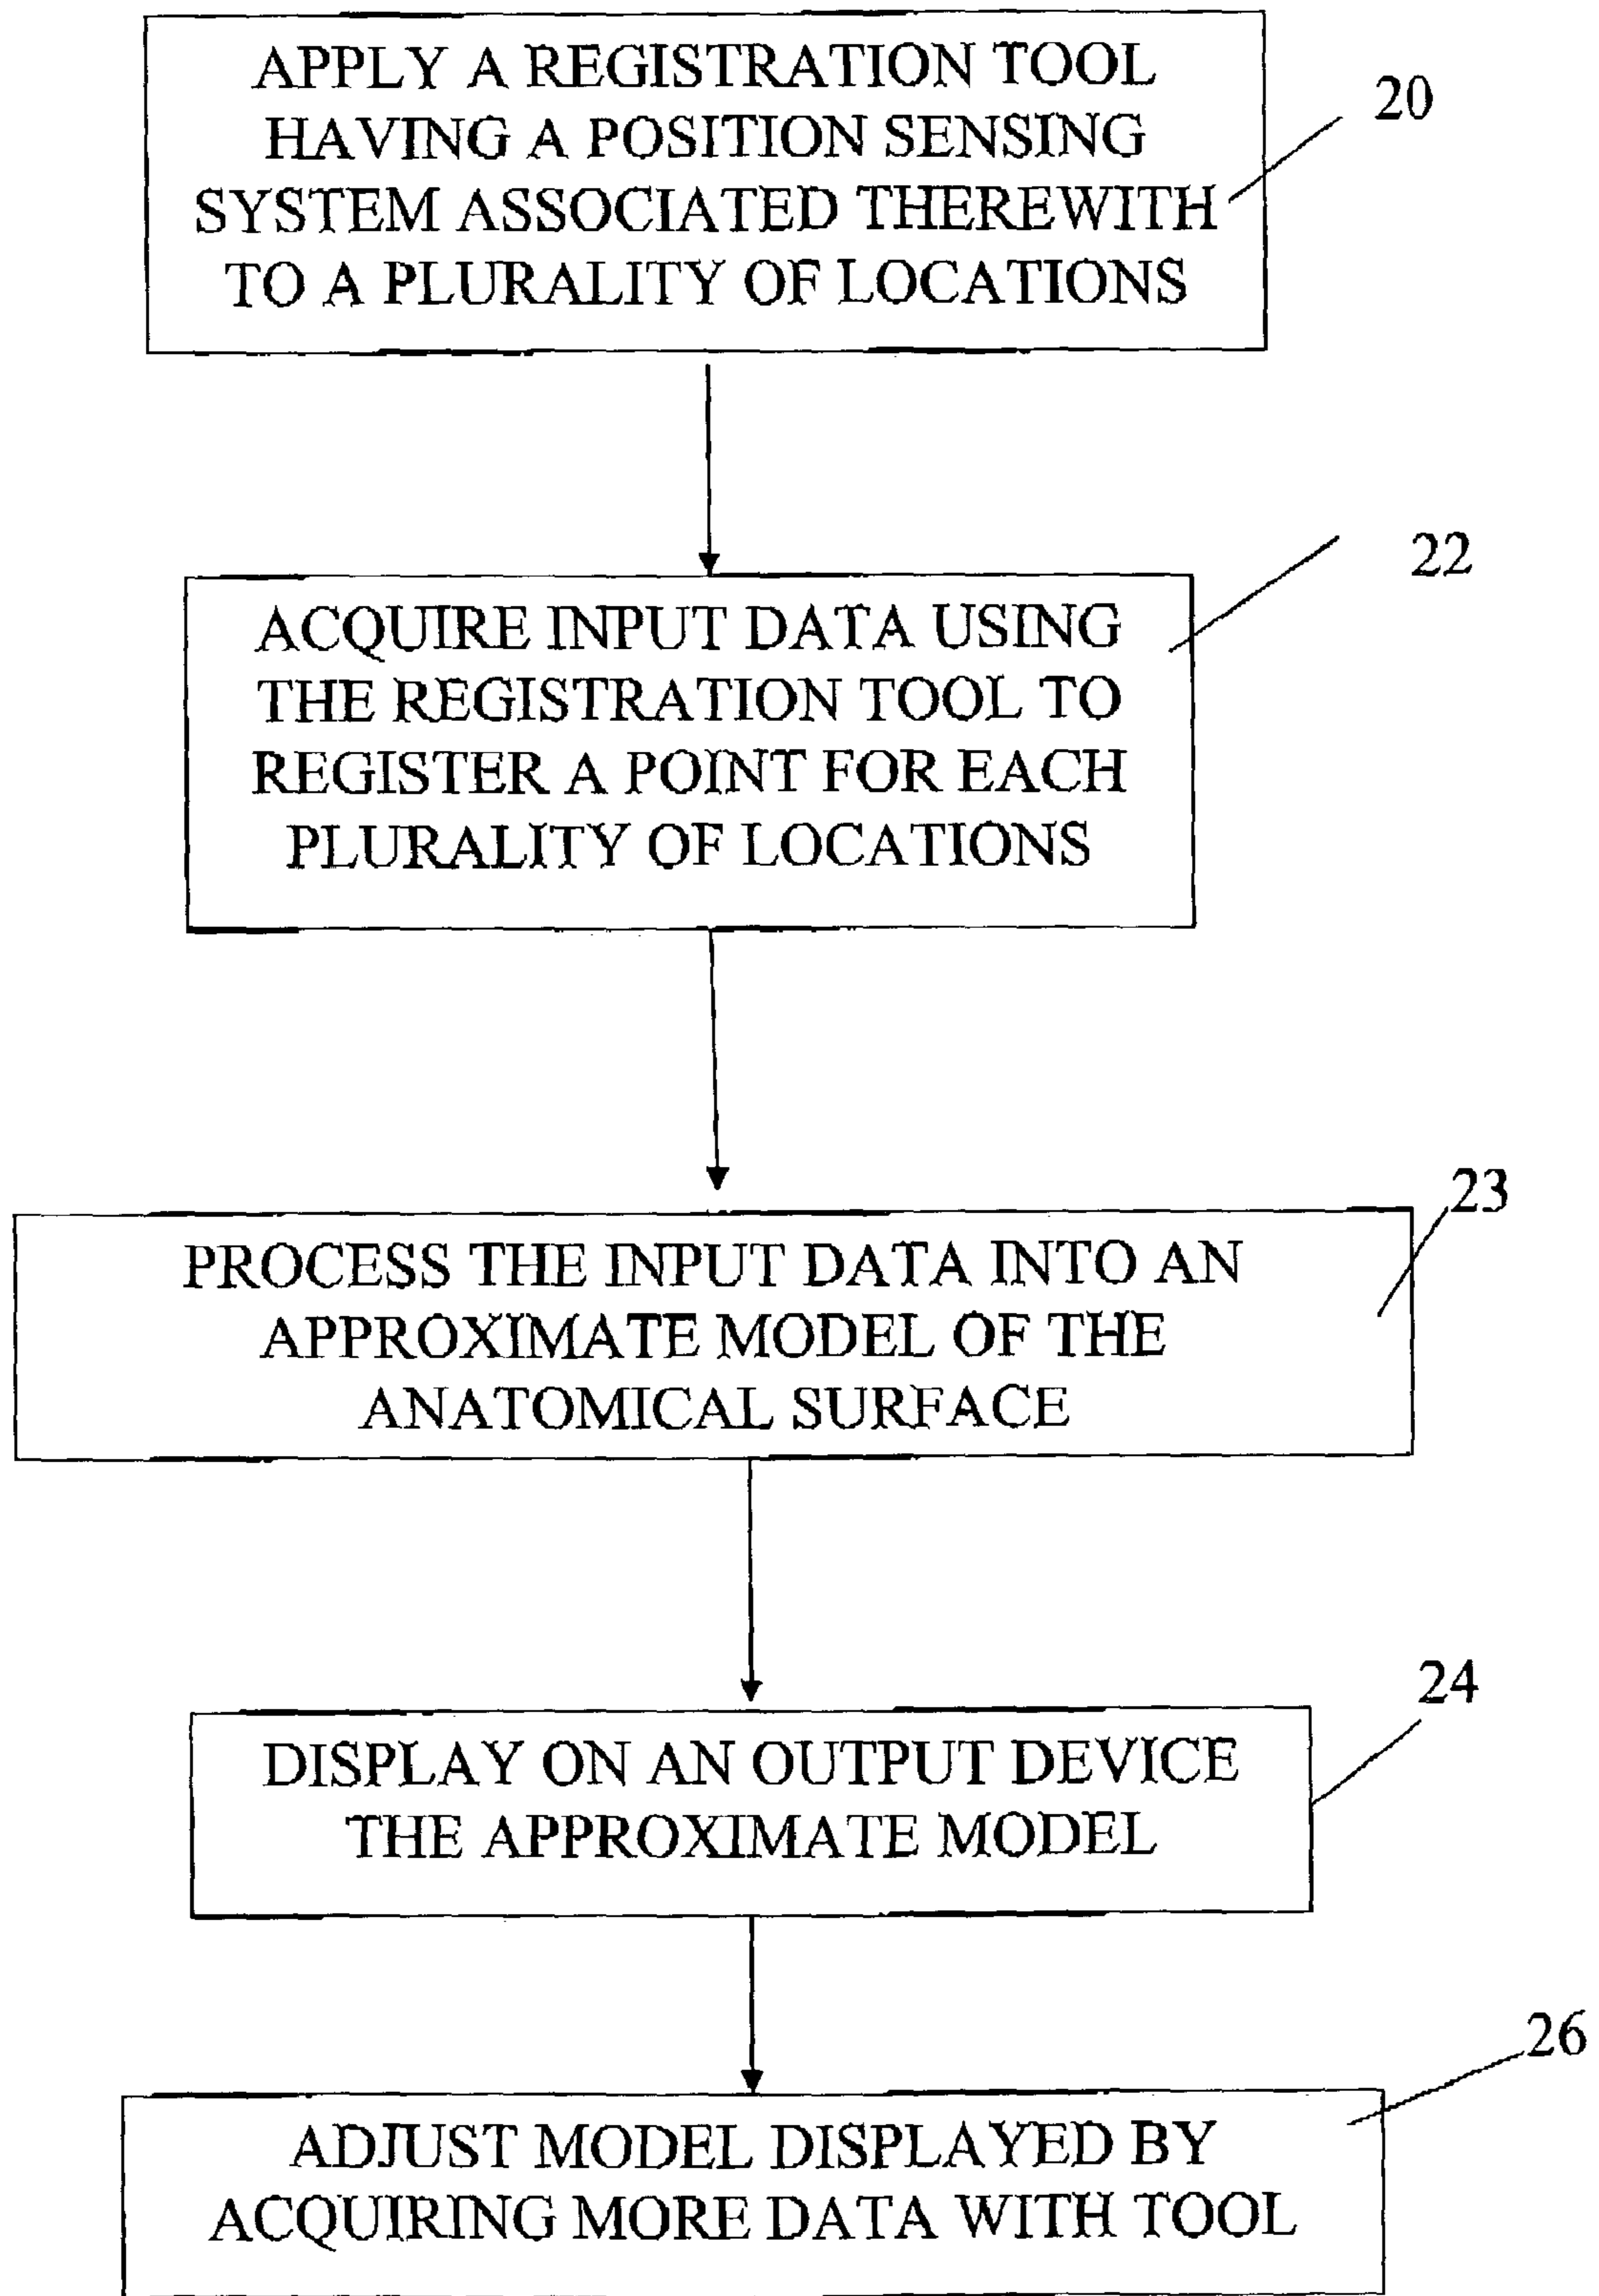 APPLY A REGISTRATION TOOL
HAVING A POSITION SENSING
SYSTEM ASSOCIATED THEREWITH
TO A PLURALITY OF LOCATIONS
20
ACQUIRE INPUT DATA USING
THE REGISTRATION TOOL TO
REGISTER A POINT FOR EACH
PLURALITY OF LOCATIONS
22
PROCESS THE INPUT DATA INTO AN
APPROXIMATE MODEL OF THE
ANATOMICAL SURFACE
23
DISPLAY ON AN OUTPUT DEVICE
THE APPROXIMATE MODEL
24
ADJUST MODEL DISPLAYED BY
ACQUIRING MORE DATA WITH TOOL
26